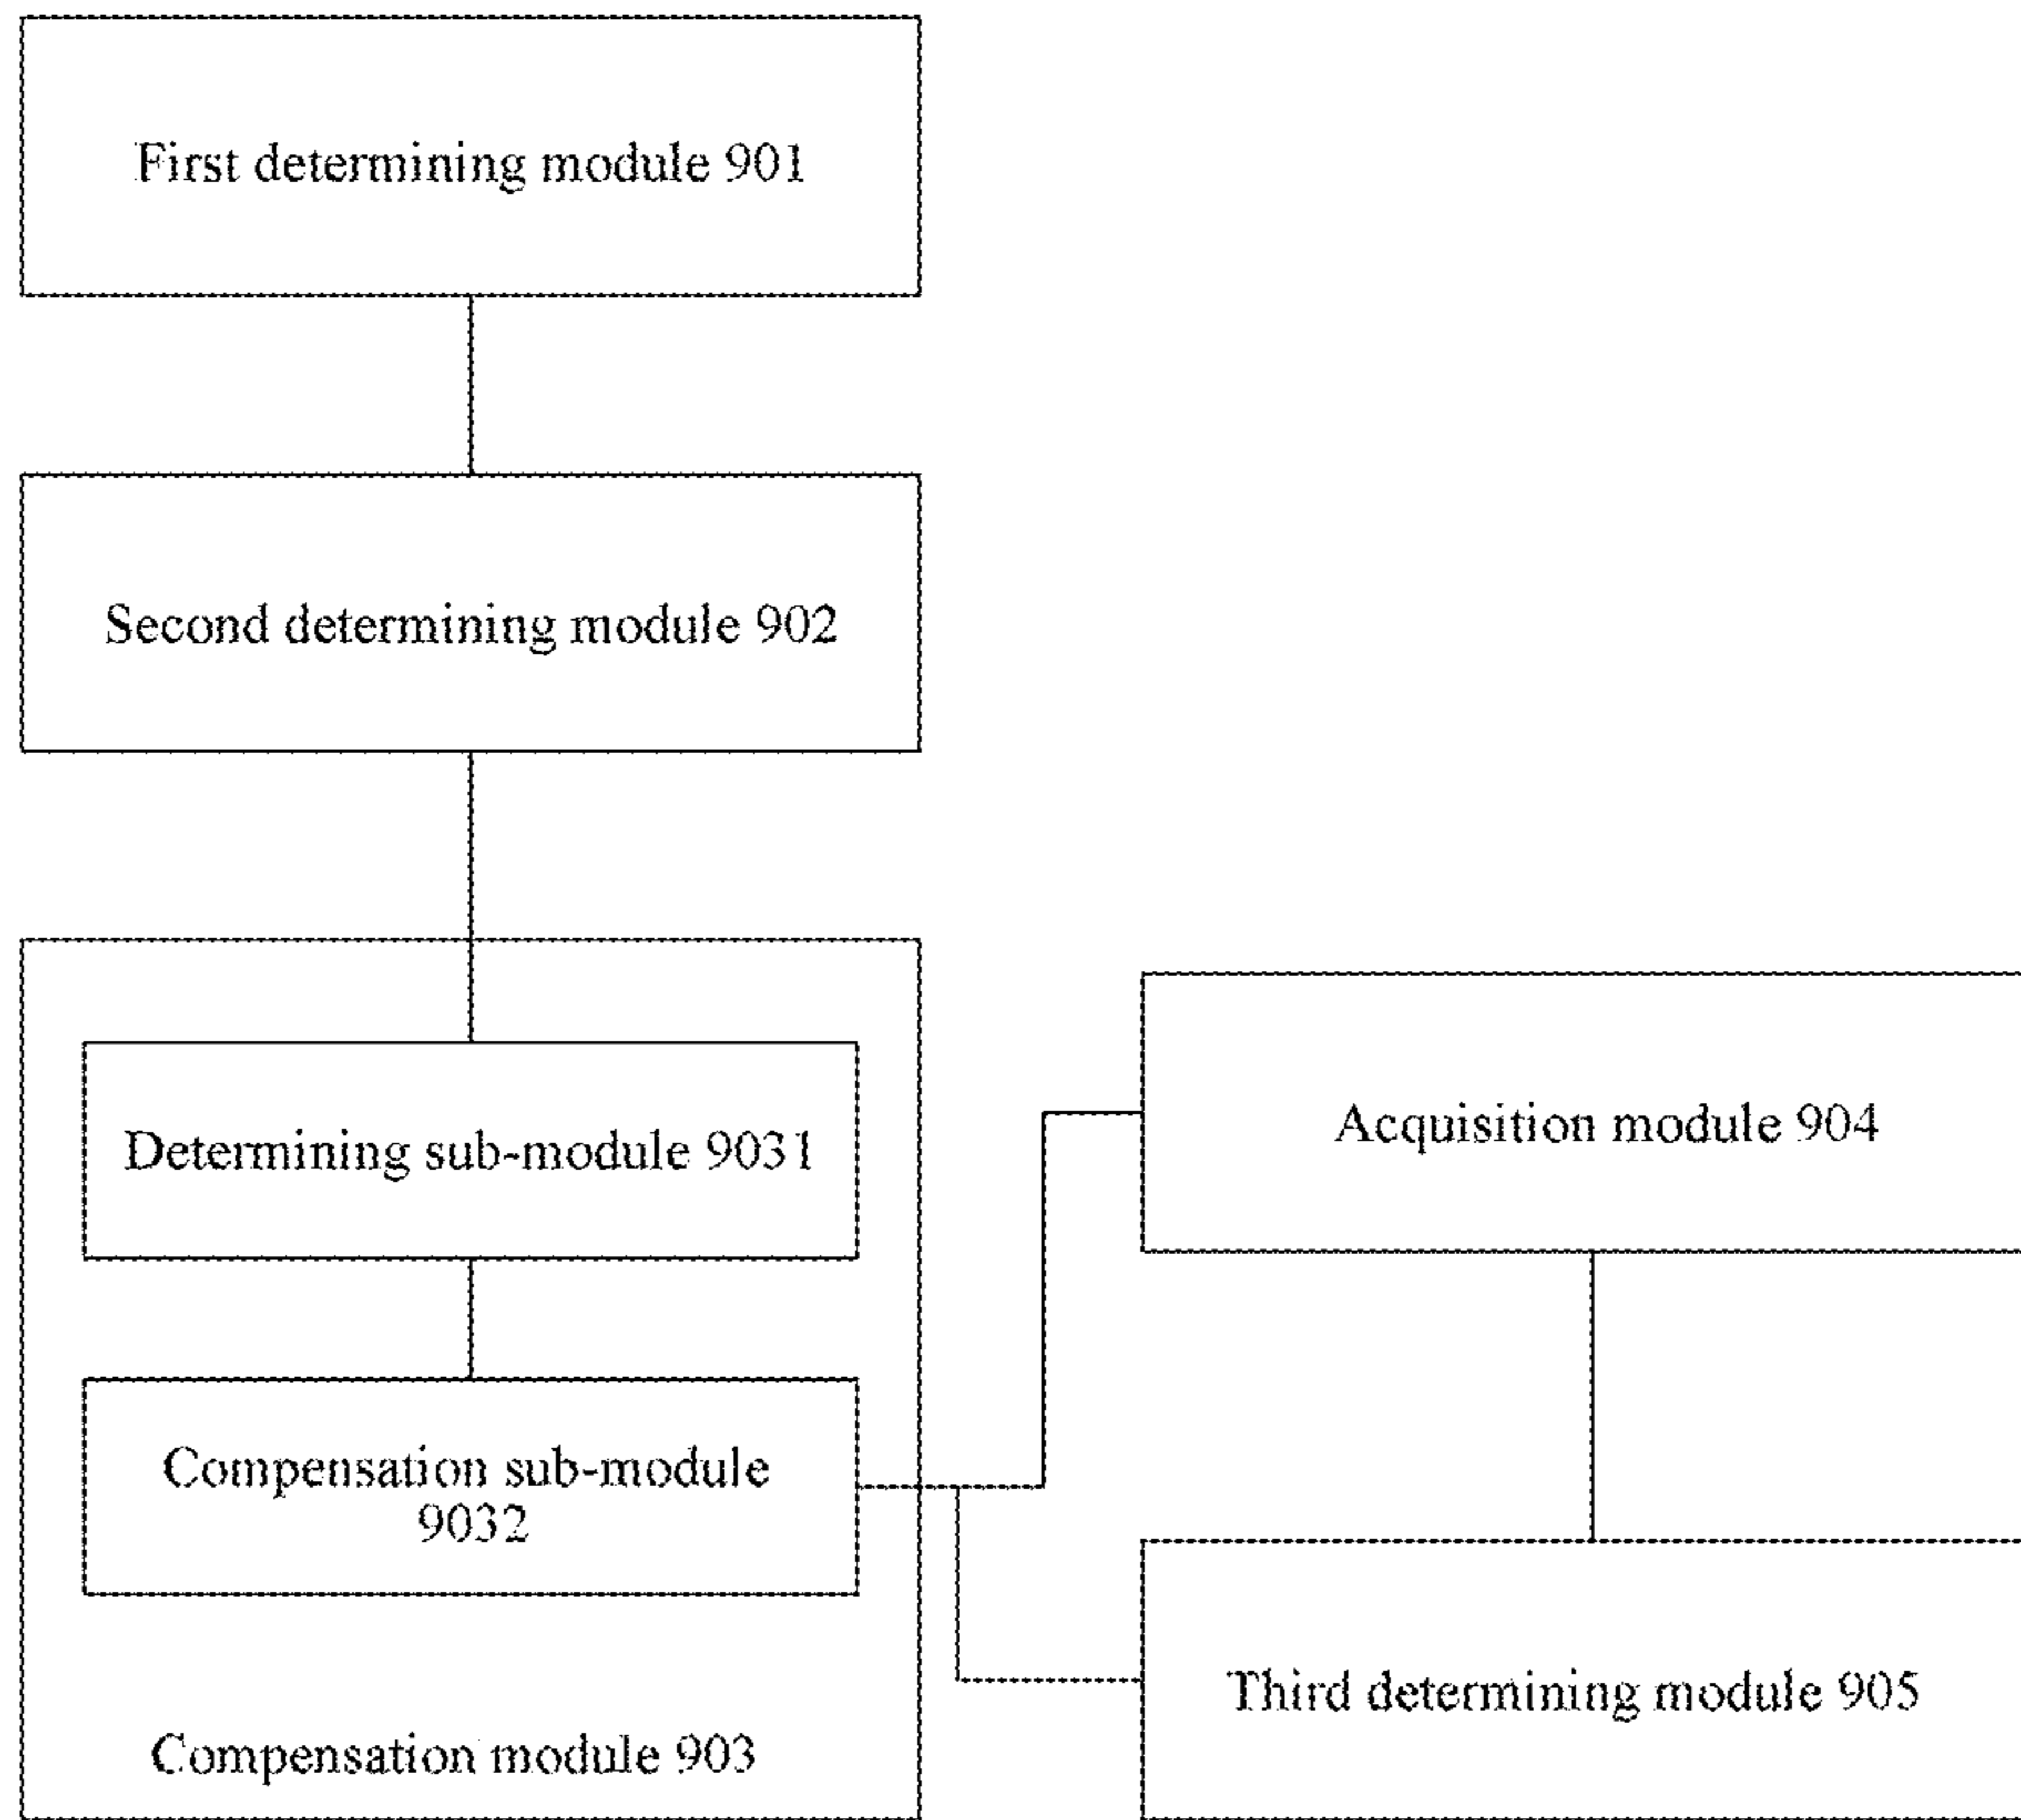 First determining module 901
Second determining module 902
Determining sub-module 9031
Compensation sub-module
9032
Compensation module 903
Acquisition module 904
Third determining module 905